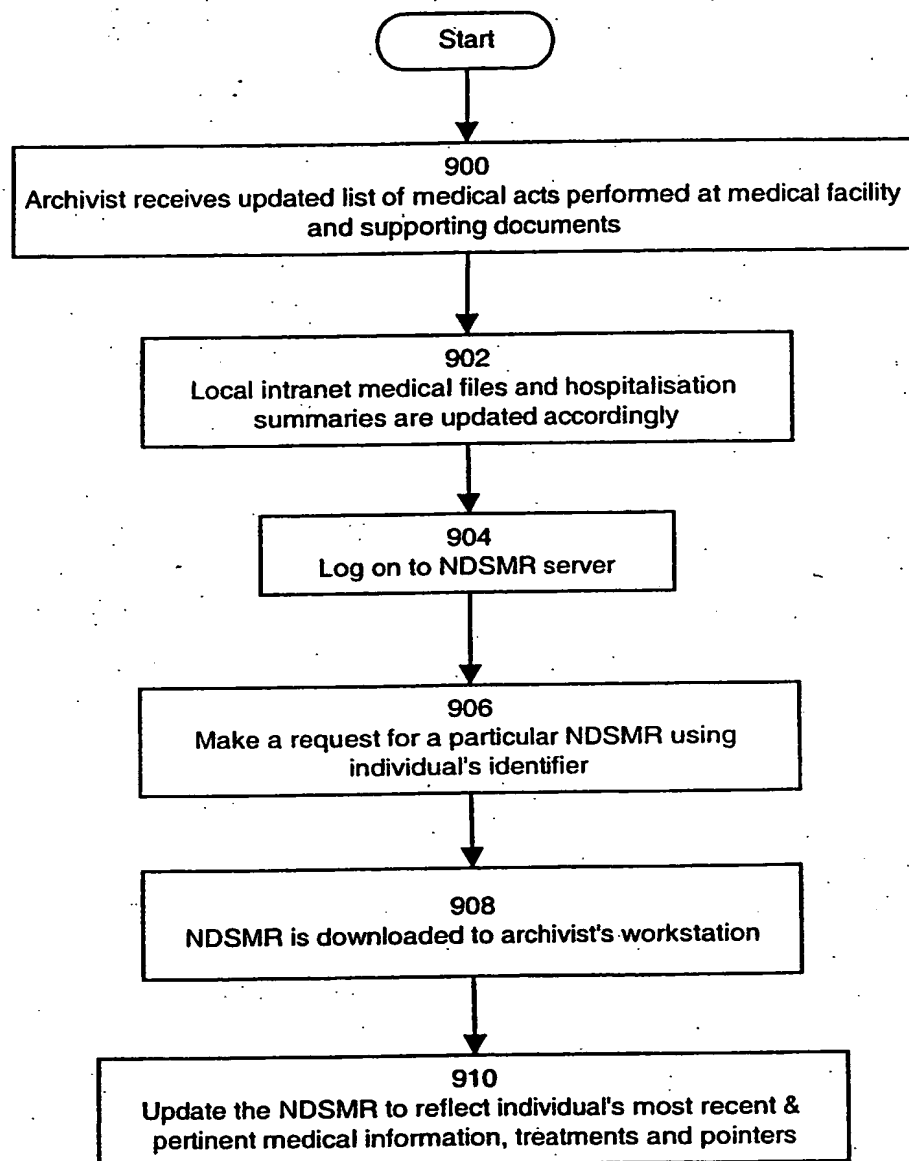 Start
900
Archivist receives updated list of medical acts performed at medical facility
and supporting documents
902
Local intranet medical files and hospitalisation
summaries are updated accordingly
904
Log on to NDSMR server
906
Make a request for a particular NDSMR using
individual's identifier
908
NDSMR is downloaded to archivist's workstation
910
Update the NDSMR to reflect individual's most recent &
pertinent medical information, treatments and pointers